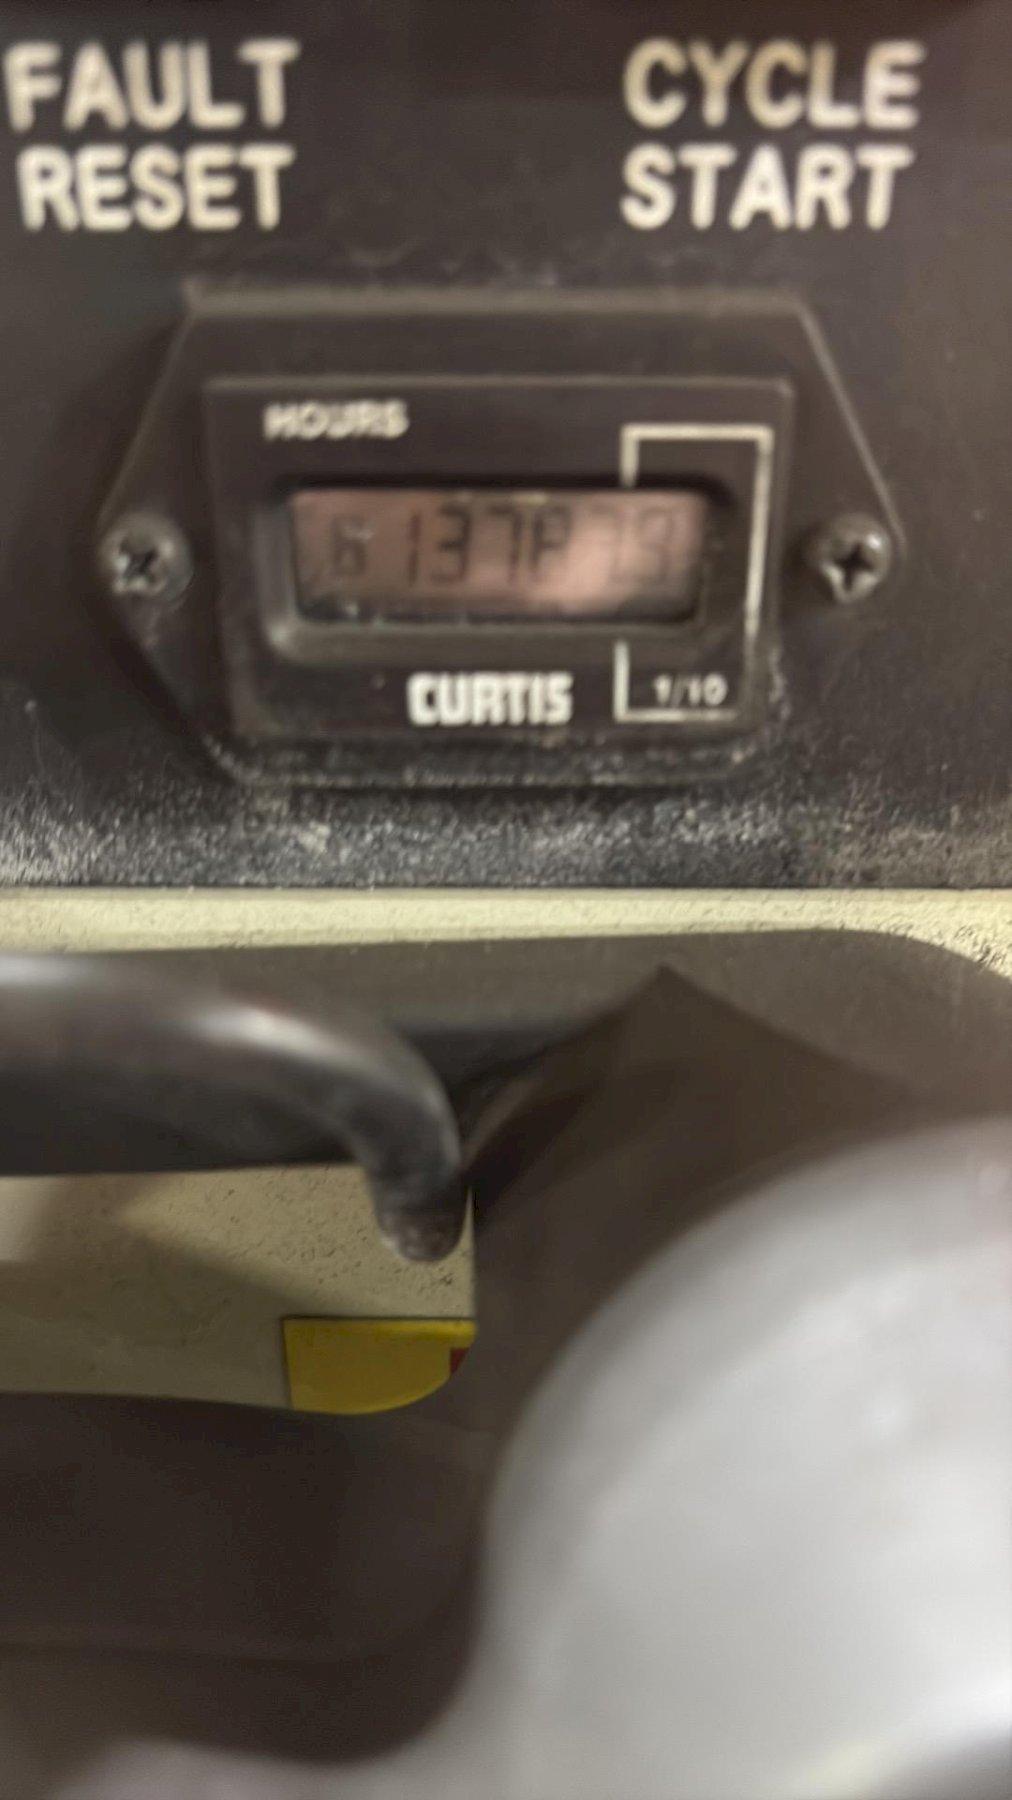 FAULT
RESET
CYCLE
START
HOURS
CURTIS
1/10